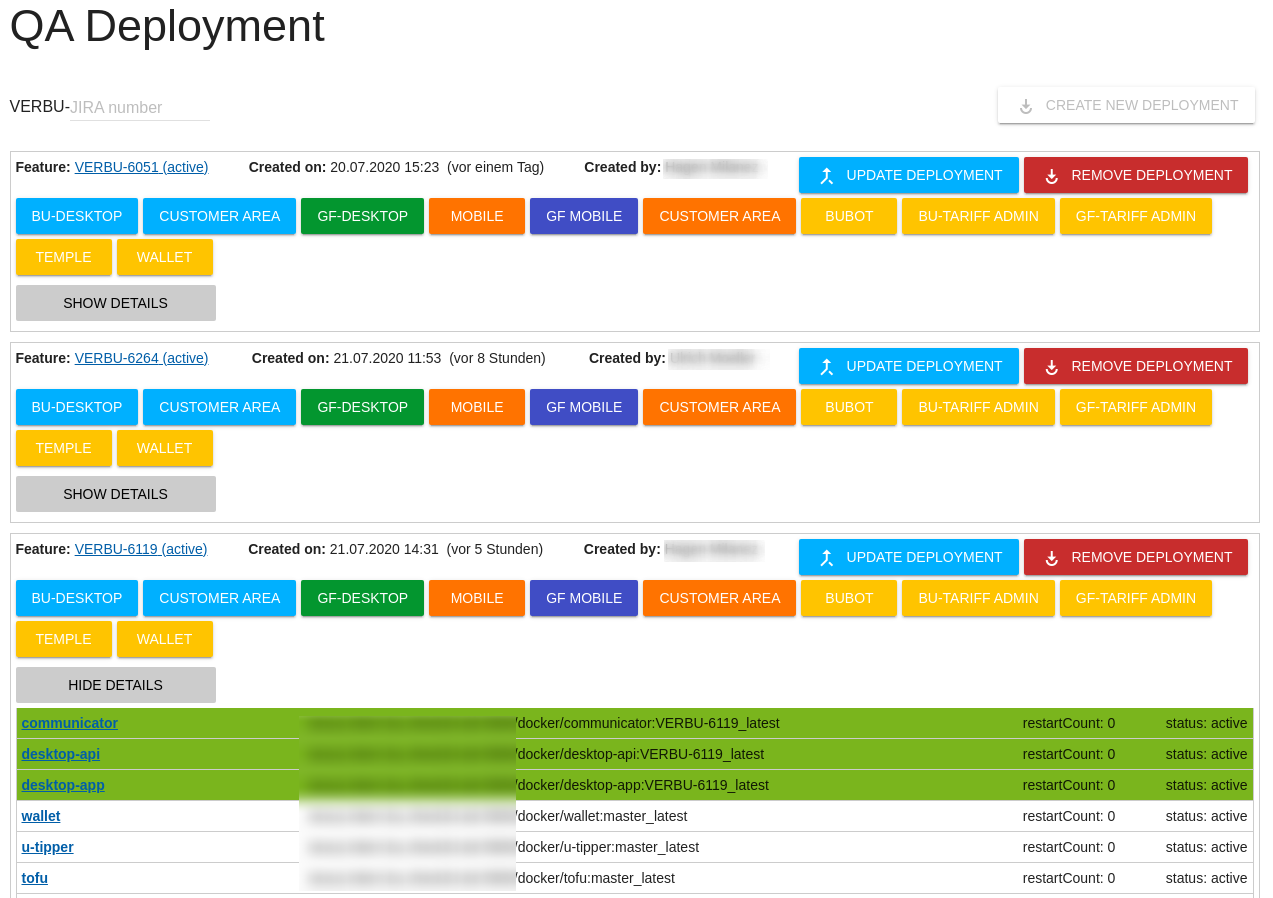 QA Deployment
VERBU-JIRA number
CREATE NEW DEPLOYMENT
Feature: VERBU-6051 (active) Created on: 20.07.2020 15:23 (vor einem Tag) Created by: UPDATE DEPLOYMENT REMOVE DEPLOYMENT
BU-DESKTOP CUSTOMER AREA GF-DESKTOP MOBILE GF MOBILE CUSTOMER AREA BUBOT BU-TARIFF ADMIN GF-TARIFF ADMIN
TEMPLE WALLET
SHOW DETAILS
Feature: VERBU-6264 (active) Created on: 21.07.2020 11:53 (vor 8 Stunden) Created by: UPDATE DEPLOYMENT REMOVE DEPLOYMENT
BU-DESKTOP CUSTOMER AREA GF-DESKTOP MOBILE GF MOBILE CUSTOMER AREA BUBOT BU-TARIFF ADMIN GF-TARIFF ADMIN
TEMPLE WALLET
SHOW DETAILS
Feature: VERBU-6119 (active) Created on: 21.07.2020 14:31 (vor 5 Stunden) Created by: UPDATE DEPLOYMENT REMOVE DEPLOYMENT
BU-DESKTOP CUSTOMER AREA GF-DESKTOP MOBILE GF MOBILE CUSTOMER AREA BUBOT BU-TARIFF ADMIN GF-TARIFF ADMIN
TEMPLE WALLET
HIDE DETAILS
communicator /docker/communicator:VERBU-6119_latest restartCount: 0 status: active
desktop-api /docker/desktop-api:VERBU-6119_latest restartCount: 0 status: active
desktop-app /docker/desktop-app:VERBU-6119_latest restartCount: 0 status: active
wallet /docker/wallet:master_latest restartCount: 0 status: active
u-tipper /docker/u-tipper:master_latest restartCount: 0 status: active
tofu /docker/tofu:master_latest restartCount: 0 status: active